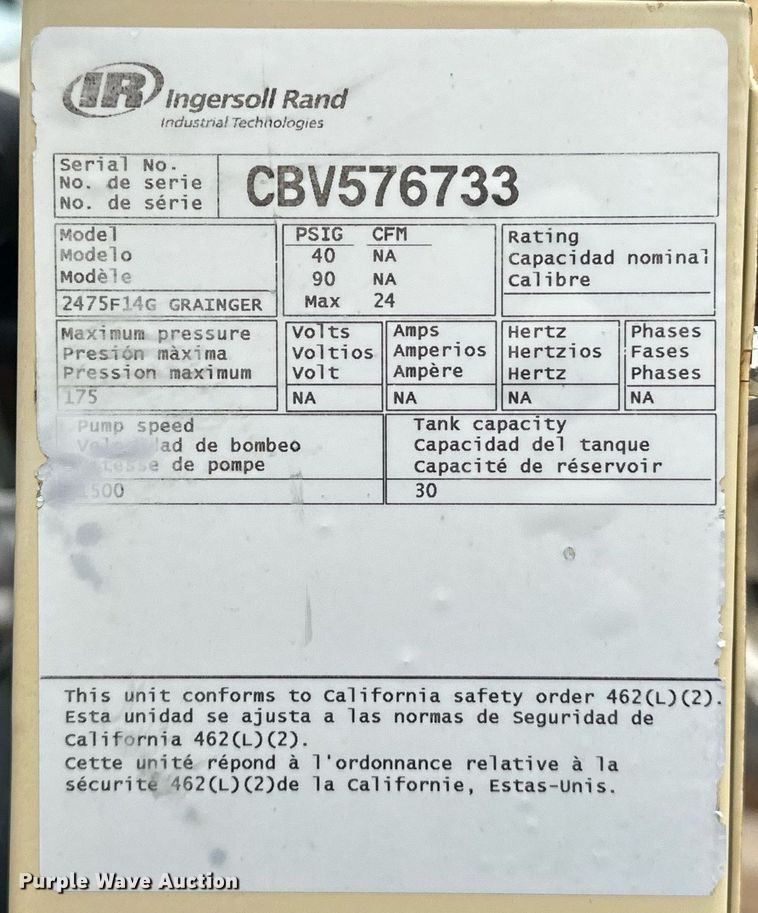 IR Ingersoll Rand
Industrial Technologies
Serial No.
No. de serie
No. de série
CBV576733
Model
Modelo
Modèle
2475F14G GRAINGER
PSIG CFM
40 NA
90 NA
Max 24
Rating
Capacidad nominal
Calibre
Maximum pressure
Presión màxima
Pression maximum
175
Volts
Voltios
Volt
NA
Amps
Amperios
Ampère
NA
Hertz
Hertzios
Hertz
NA
Phases
Fases
Phases
NA
Pump speed
de bombeo
de pompe
Tank capacity
Capacidad del tanque
Capacité de réservoir
30
This unit conforms to California safety order 462(L)(2).
Esta unidad se ajusta a las normas de Seguridad de
California 462(L)(2).
Cette unité répond à l'ordonnance relative à la
sécurité 462(L)(2)de la Californie, Estas-Unis.
Purple Wave Auction